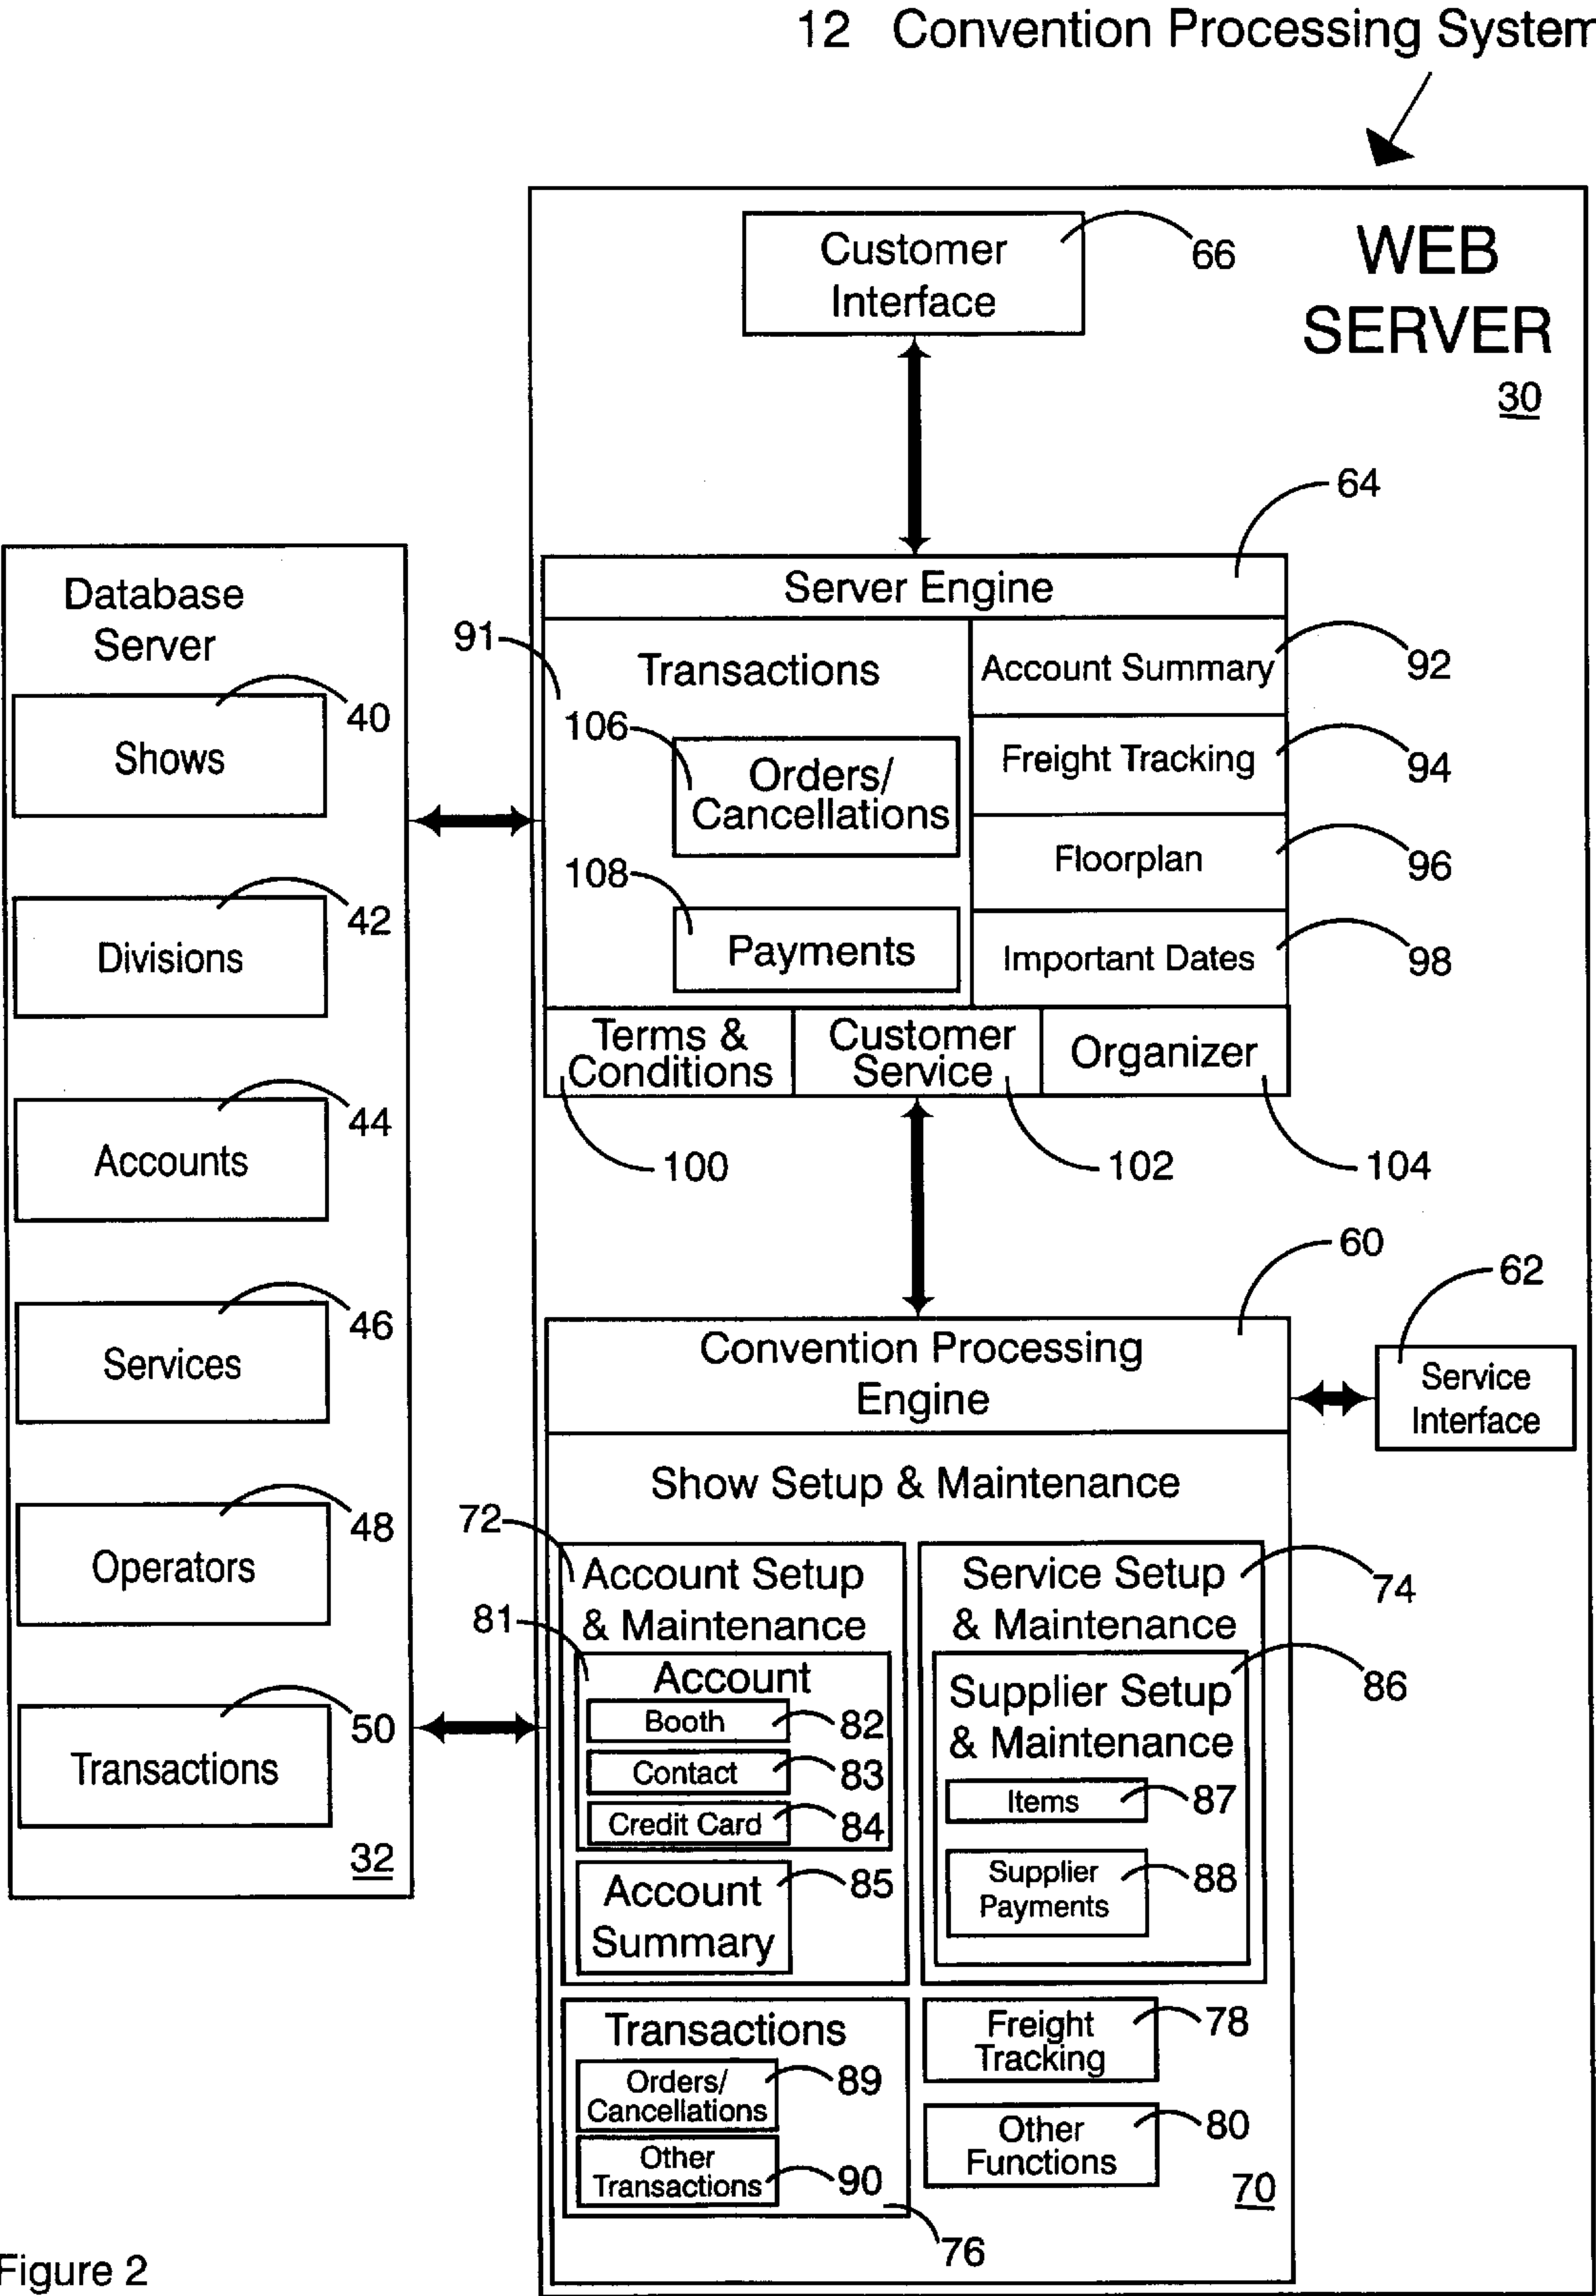 12 Convention Processing System
Customer
Interface
66
WEB
SERVER
30
64
Database
Server
Server Engine
91
Transactions
Account Summary
92
40
Shows
106
Orders/
Cancellations
Freight Tracking
94
108
Payments
Floorplan
96
42
Divisions
Important Dates
98
Terms &
Conditions
Customer
Service
Organizer
44
Accounts
100
102
104
60
62
46
Services
Convention Processing
Engine
Service
Interface
Show Setup & Maintenance
48
Operators
72
Account Setup
& Maintenance
Service Setup
& Maintenance
74
81
Account
Booth
82
Contact
83
Credit Card
84
Supplier Setup
& Maintenance
86
Items
87
50
Transactions
32
Account
Summary
85
Supplier
Payments
88
Transactions
Orders/
Cancellations
89
Other
Transactions
90
76
Freight
Tracking
78
Other
Functions
80
70
Figure 2